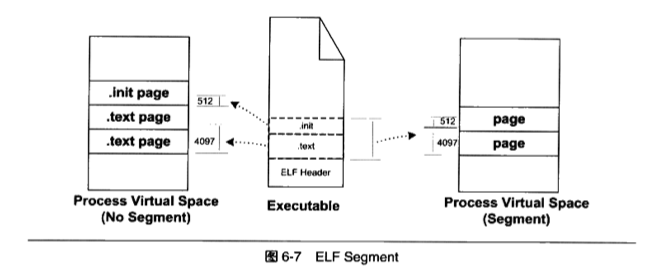 .init page
.text page
.text page
512
4097
Process Virtual Space
(No Segment)
.init
.text
ELF Header
Executable
512
4097
page
page
Process Virtual Space
(Segment)
图 6-7 ELF Segment